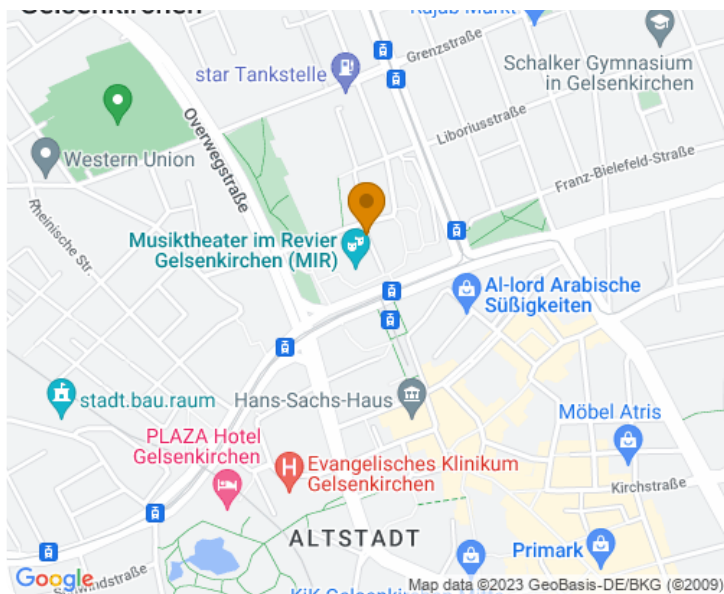 Gelsenkirchen
Kajab Markt
Grenzstraße
star Tankstelle
Schalker Gymnasium
in Gelsenkirchen
Overwegstraße
Liboriusstraße
Western Union
Franz-Bielefeld-Straße
Rheinische Str.
Musiktheater im Revier
Gelsenkirchen (MIR)
Al-lord Arabische
Süßigkeiten
stadt.bau.raum
Hans-Sachs-Haus
Möbel Atris
PLAZA Hotel
Gelsenkirchen
H
Evangelisches Klinikum
Gelsenkirchen
Kirchstraße
ALTSTADT
Primark
Google
Map data ©2023 GeoBasis-DE/BKG (©2009)